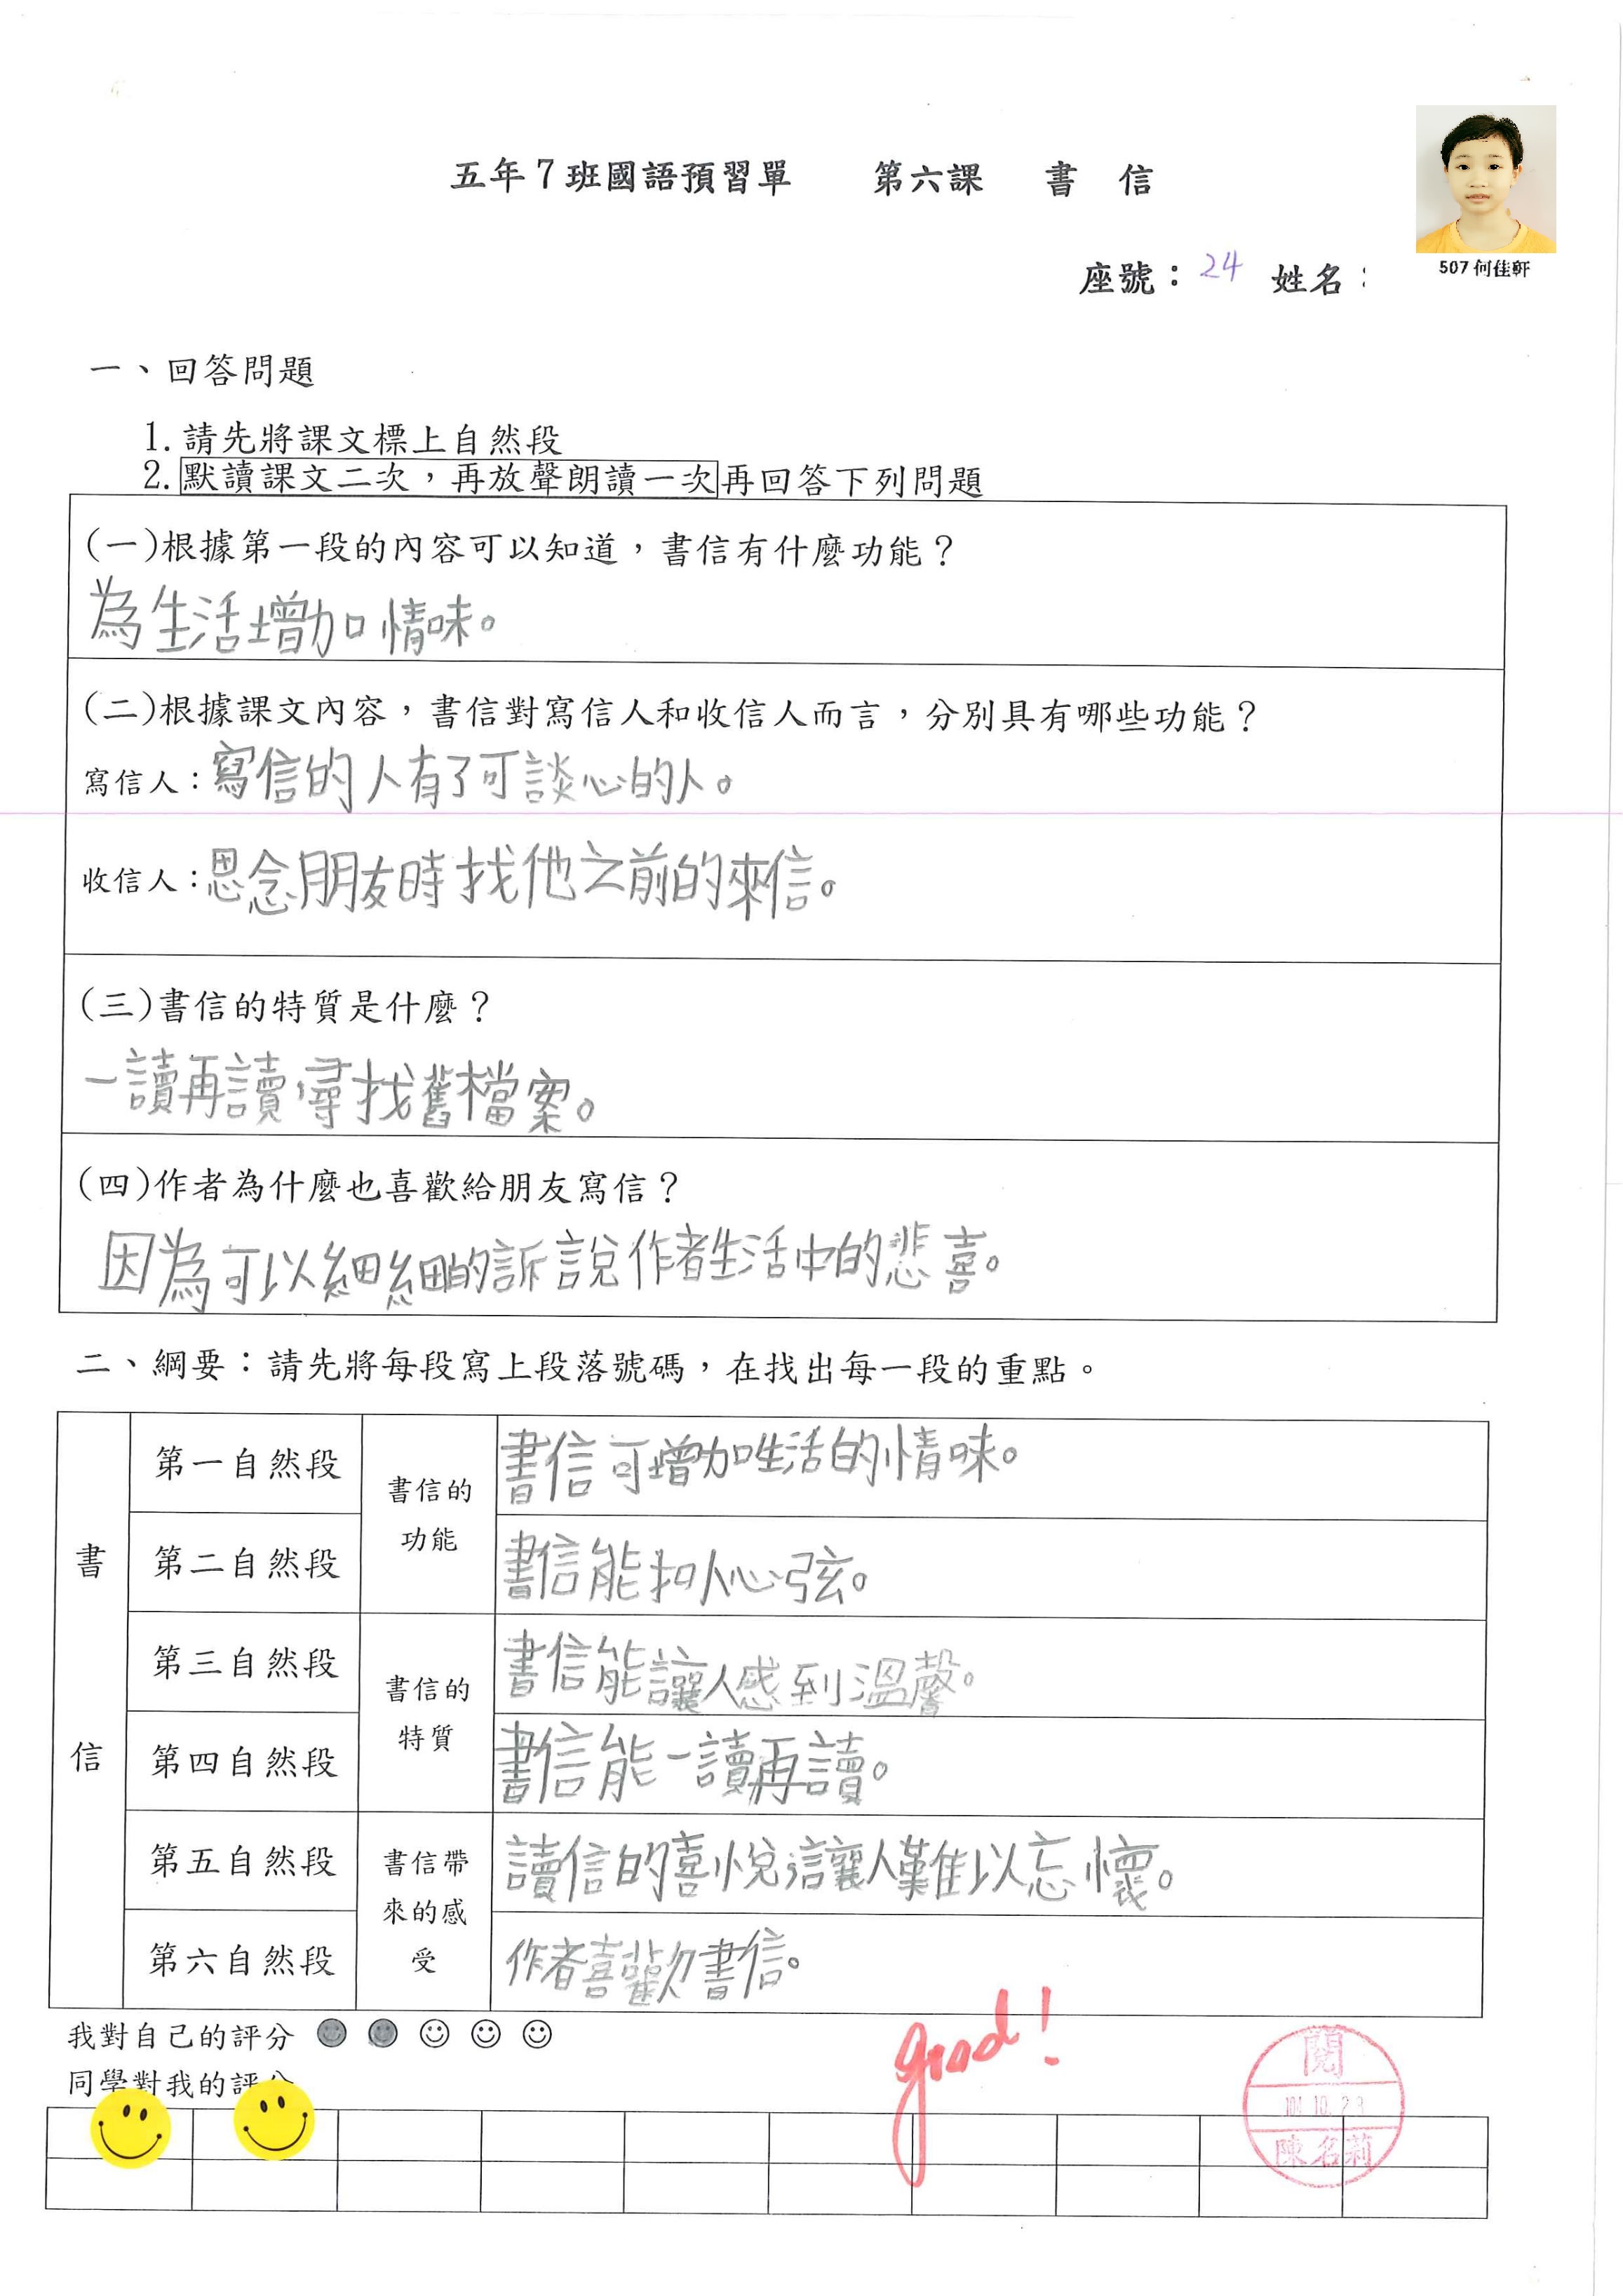 五年7班國語預習單 第六課 書信
507何佳軒
座號：24 姓名：
一、回答問題
1.請先將課文標上自然段
2.默讀課文二次，再放聲朗讀一次再回答下列問題
(一)根據第一段的內容可以知道，書信有什麼功能？
為生活增加情味。
(二)根據課文內容，書信對寫信人和收信人而言，分別具有哪些功能？
寫信人：寫信的人有了可談心的人。
收信人：思念朋友時找他之前的來信。
(三)書信的特質是什麼？
一讀再讀，尋找舊檔案。
(四)作者為什麼也喜歡給朋友寫信？
因為可以細細的訴說作者生活中的悲喜。
二、綱要：請先將每段寫上段落號碼，在找出每一段的重點。
書信
第一自然段 書信的功能 書信可增加生活的情味。
第二自然段 書信能扣人心弦。
第三自然段 書信的特質 書信能讓人感到溫馨。
第四自然段 書信能一讀再讀。
第五自然段 書信帶來的感受 讀信的喜悅，讓人難以忘懷。
第六自然段 作者喜歡書信。
我對自己的評分
同學對我的評分
good!
閱
10.23
陳名莉